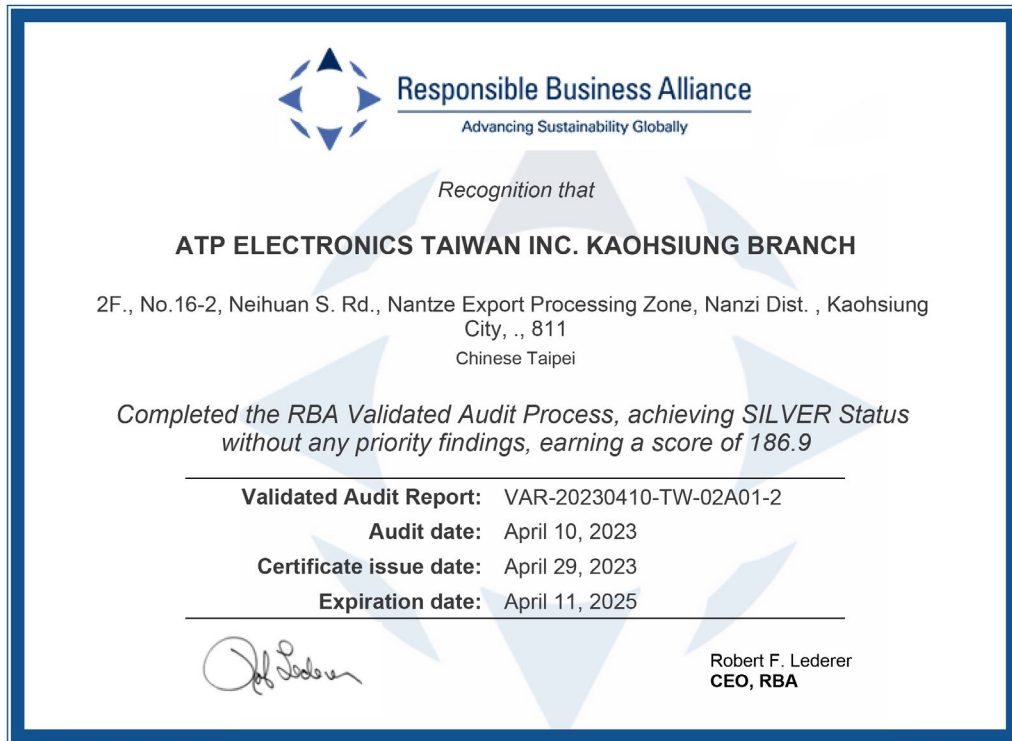 Responsible Business Alliance
Advancing Sustainability Globally
Recognition that
ATP ELECTRONICS TAIWAN INC. KAOHSIUNG BRANCH
2F., No.16-2, Neihuan S. Rd., Nantze Export Processing Zone, Nanzi Dist. , Kaohsiung
City, ., 811
Chinese Taipei
Completed the RBA Validated Audit Process, achieving SILVER Status
without any priority findings, earning a score of 186.9
Validated Audit Report: VAR-20230410-TW-02A01-2
Audit date: April 10, 2023
Certificate issue date: April 29, 2023
Expiration date: April 11, 2025
Rob Lederer
Robert F. Lederer
CEO, RBA